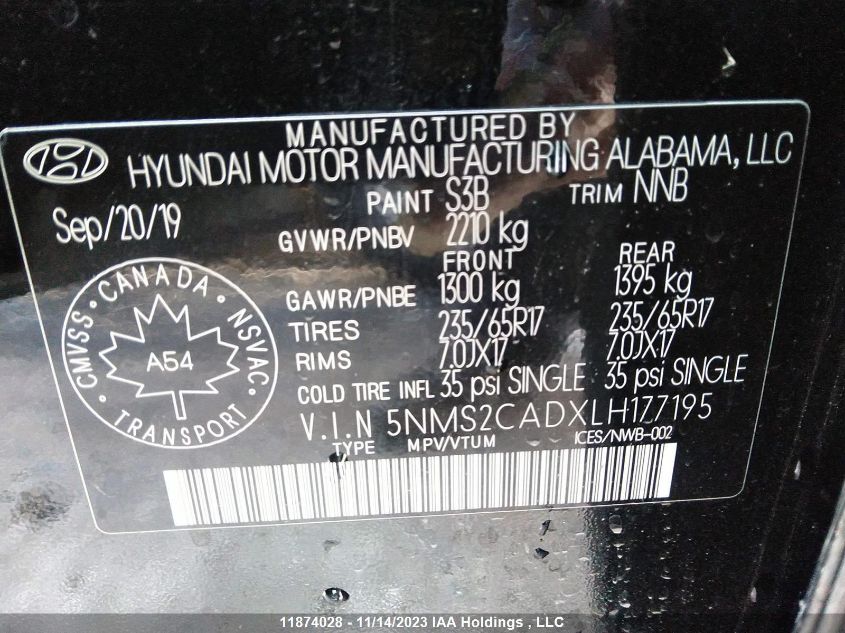 MANUFACTURED BY
HYUNDAI MOTOR MANUFACTURING ALABAMA, LLC
PAINT S3B TRIM NNB
Sep/20/19
GVWR/PNBV 2210 kg
FRONT REAR
GAWR/PNBE 1300 kg 1395 kg
TIRES 235/65R17 235/65R17
RIMS 7.0JX17 7.0JX17
COLD TIRE INFL 35 psi SINGLE 35 psi SINGLE
V.I.N 5NMS2CADXLH177195
TYPE MPV/VTUM ICES/NWB-002
CMVSS • CANADA • NSVAC • TRANSPORT •
A54
11874028 - 11/14/2023 IAA Holdings , LLC